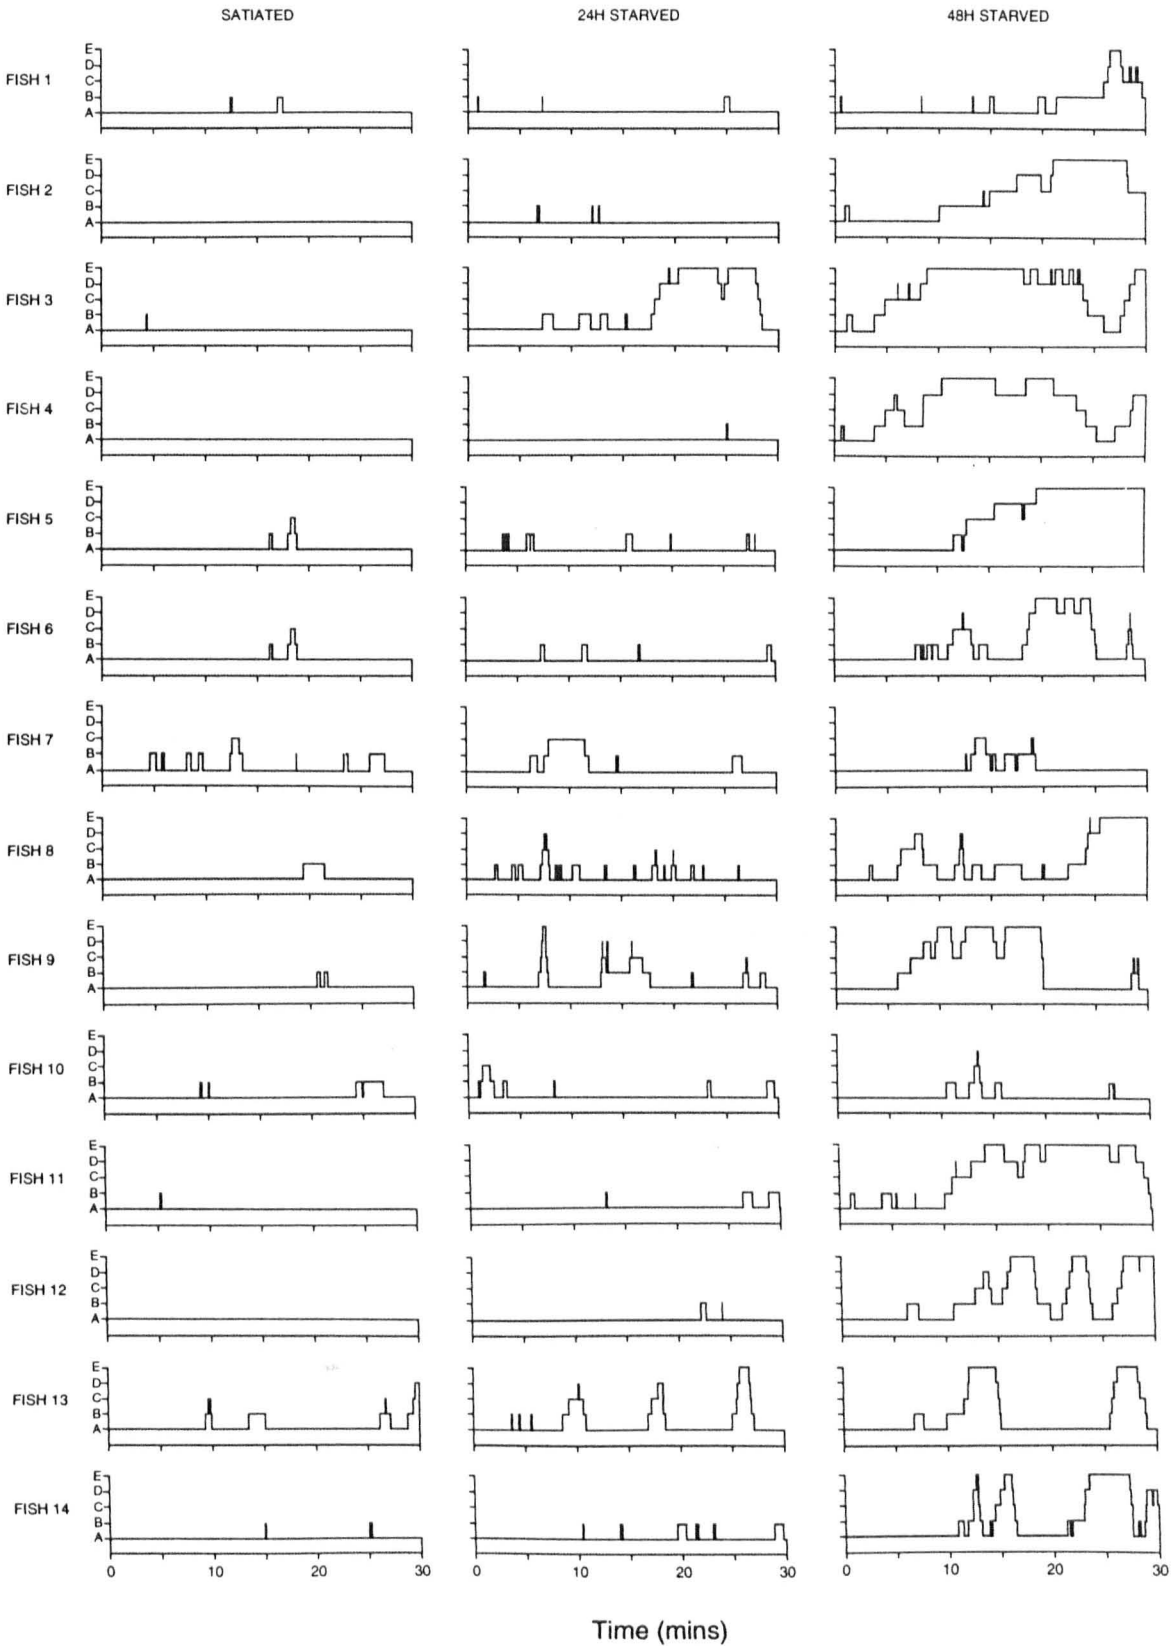 SATIATED 24H STARVED 48H STARVED
FISH 1 E D C B A
FISH 2 E D C B A
FISH 3 E D C B A
FISH 4 E D C B A
FISH 5 E D C B A
FISH 6 E D C B A
FISH 7 E D C B A
FISH 8 E D C B A
FISH 9 E D C B A
FISH 10 E D C B A
FISH 11 E D C B A
FISH 12 E D C B A
FISH 13 E D C B A
FISH 14 E D C B A
0 10 20 30 0 10 20 30 0 10 20 30
Time (mins)